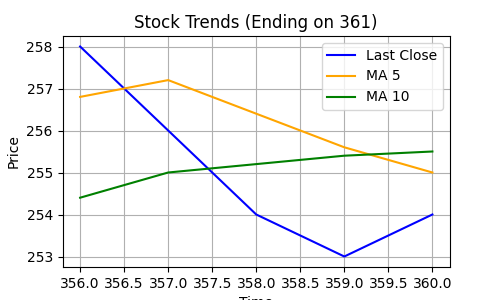 Stock Trends (Ending on 361)
Last Close
MA 5
MA 10
Price
258
257
256
255
254
253
356.0 356.5 357.0 357.5 358.0 358.5 359.0 359.5 360.0
Time